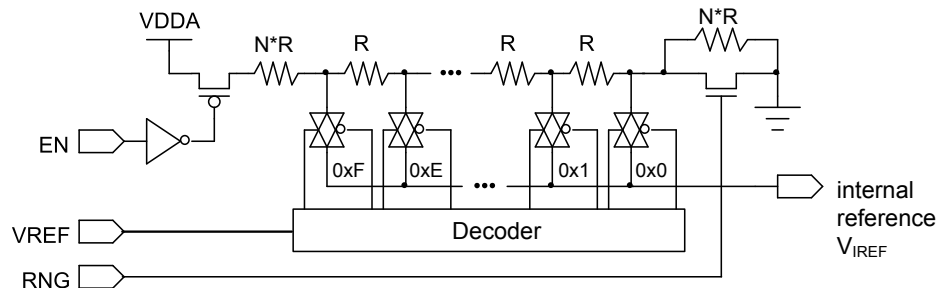 VDDA
N*R
R
R
R
N*R
EN
0xF
0xE
•••
0x1
0x0
•••
internal
reference
VIREF
VREF
Decoder
RNG